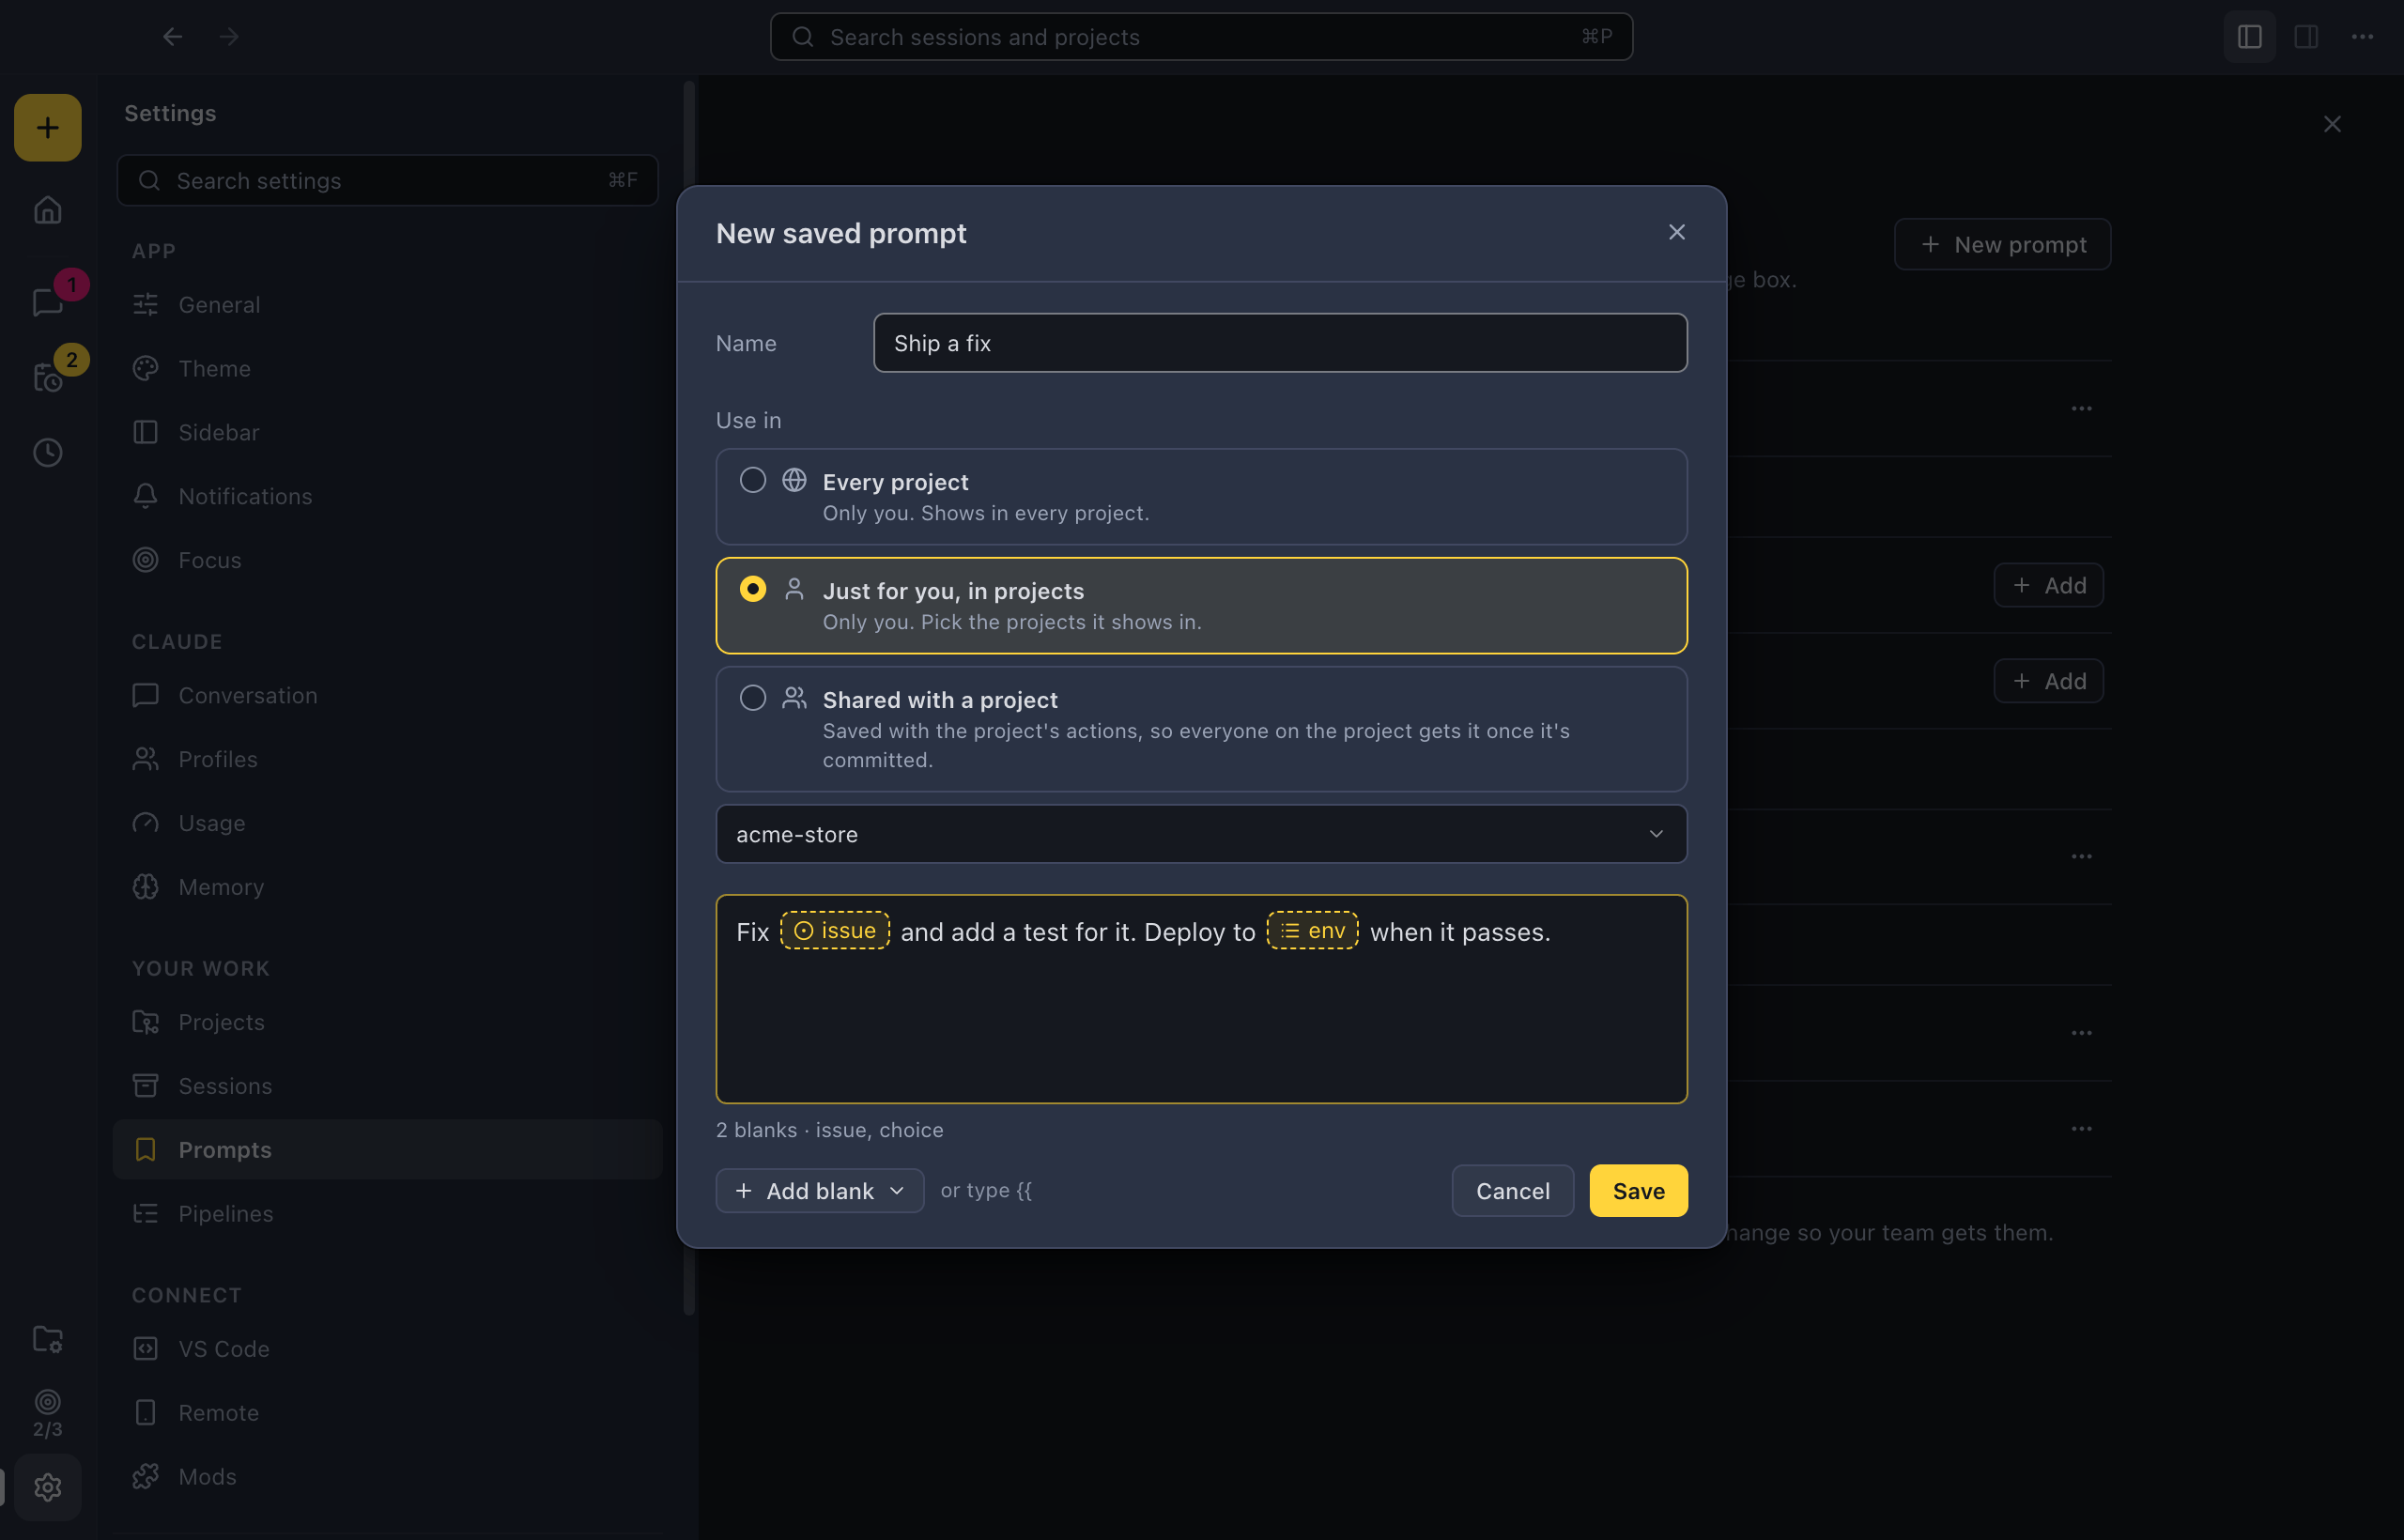 Search sessions and projects
⌘P
Settings
Search settings
⌘F
APP
General
Theme
Sidebar
Notifications
Focus
CLAUDE
Conversation
Profiles
Usage
Memory
YOUR WORK
Projects
Sessions
Prompts
Pipelines
CONNECT
VS Code
Remote
Mods
1
2
2/3
New prompt
box.
Add
Add
so your team gets them.
New saved prompt
Name
Ship a fix
Use in
Every project
Only you. Shows in every project.
Just for you, in projects
Only you. Pick the projects it shows in.
Shared with a project
Saved with the project's actions, so everyone on the project gets it once it's
committed.
acme-store
Fix issue and add a test for it. Deploy to env when it passes.
2 blanks · issue, choice
Add blank
or type {{
Cancel
Save